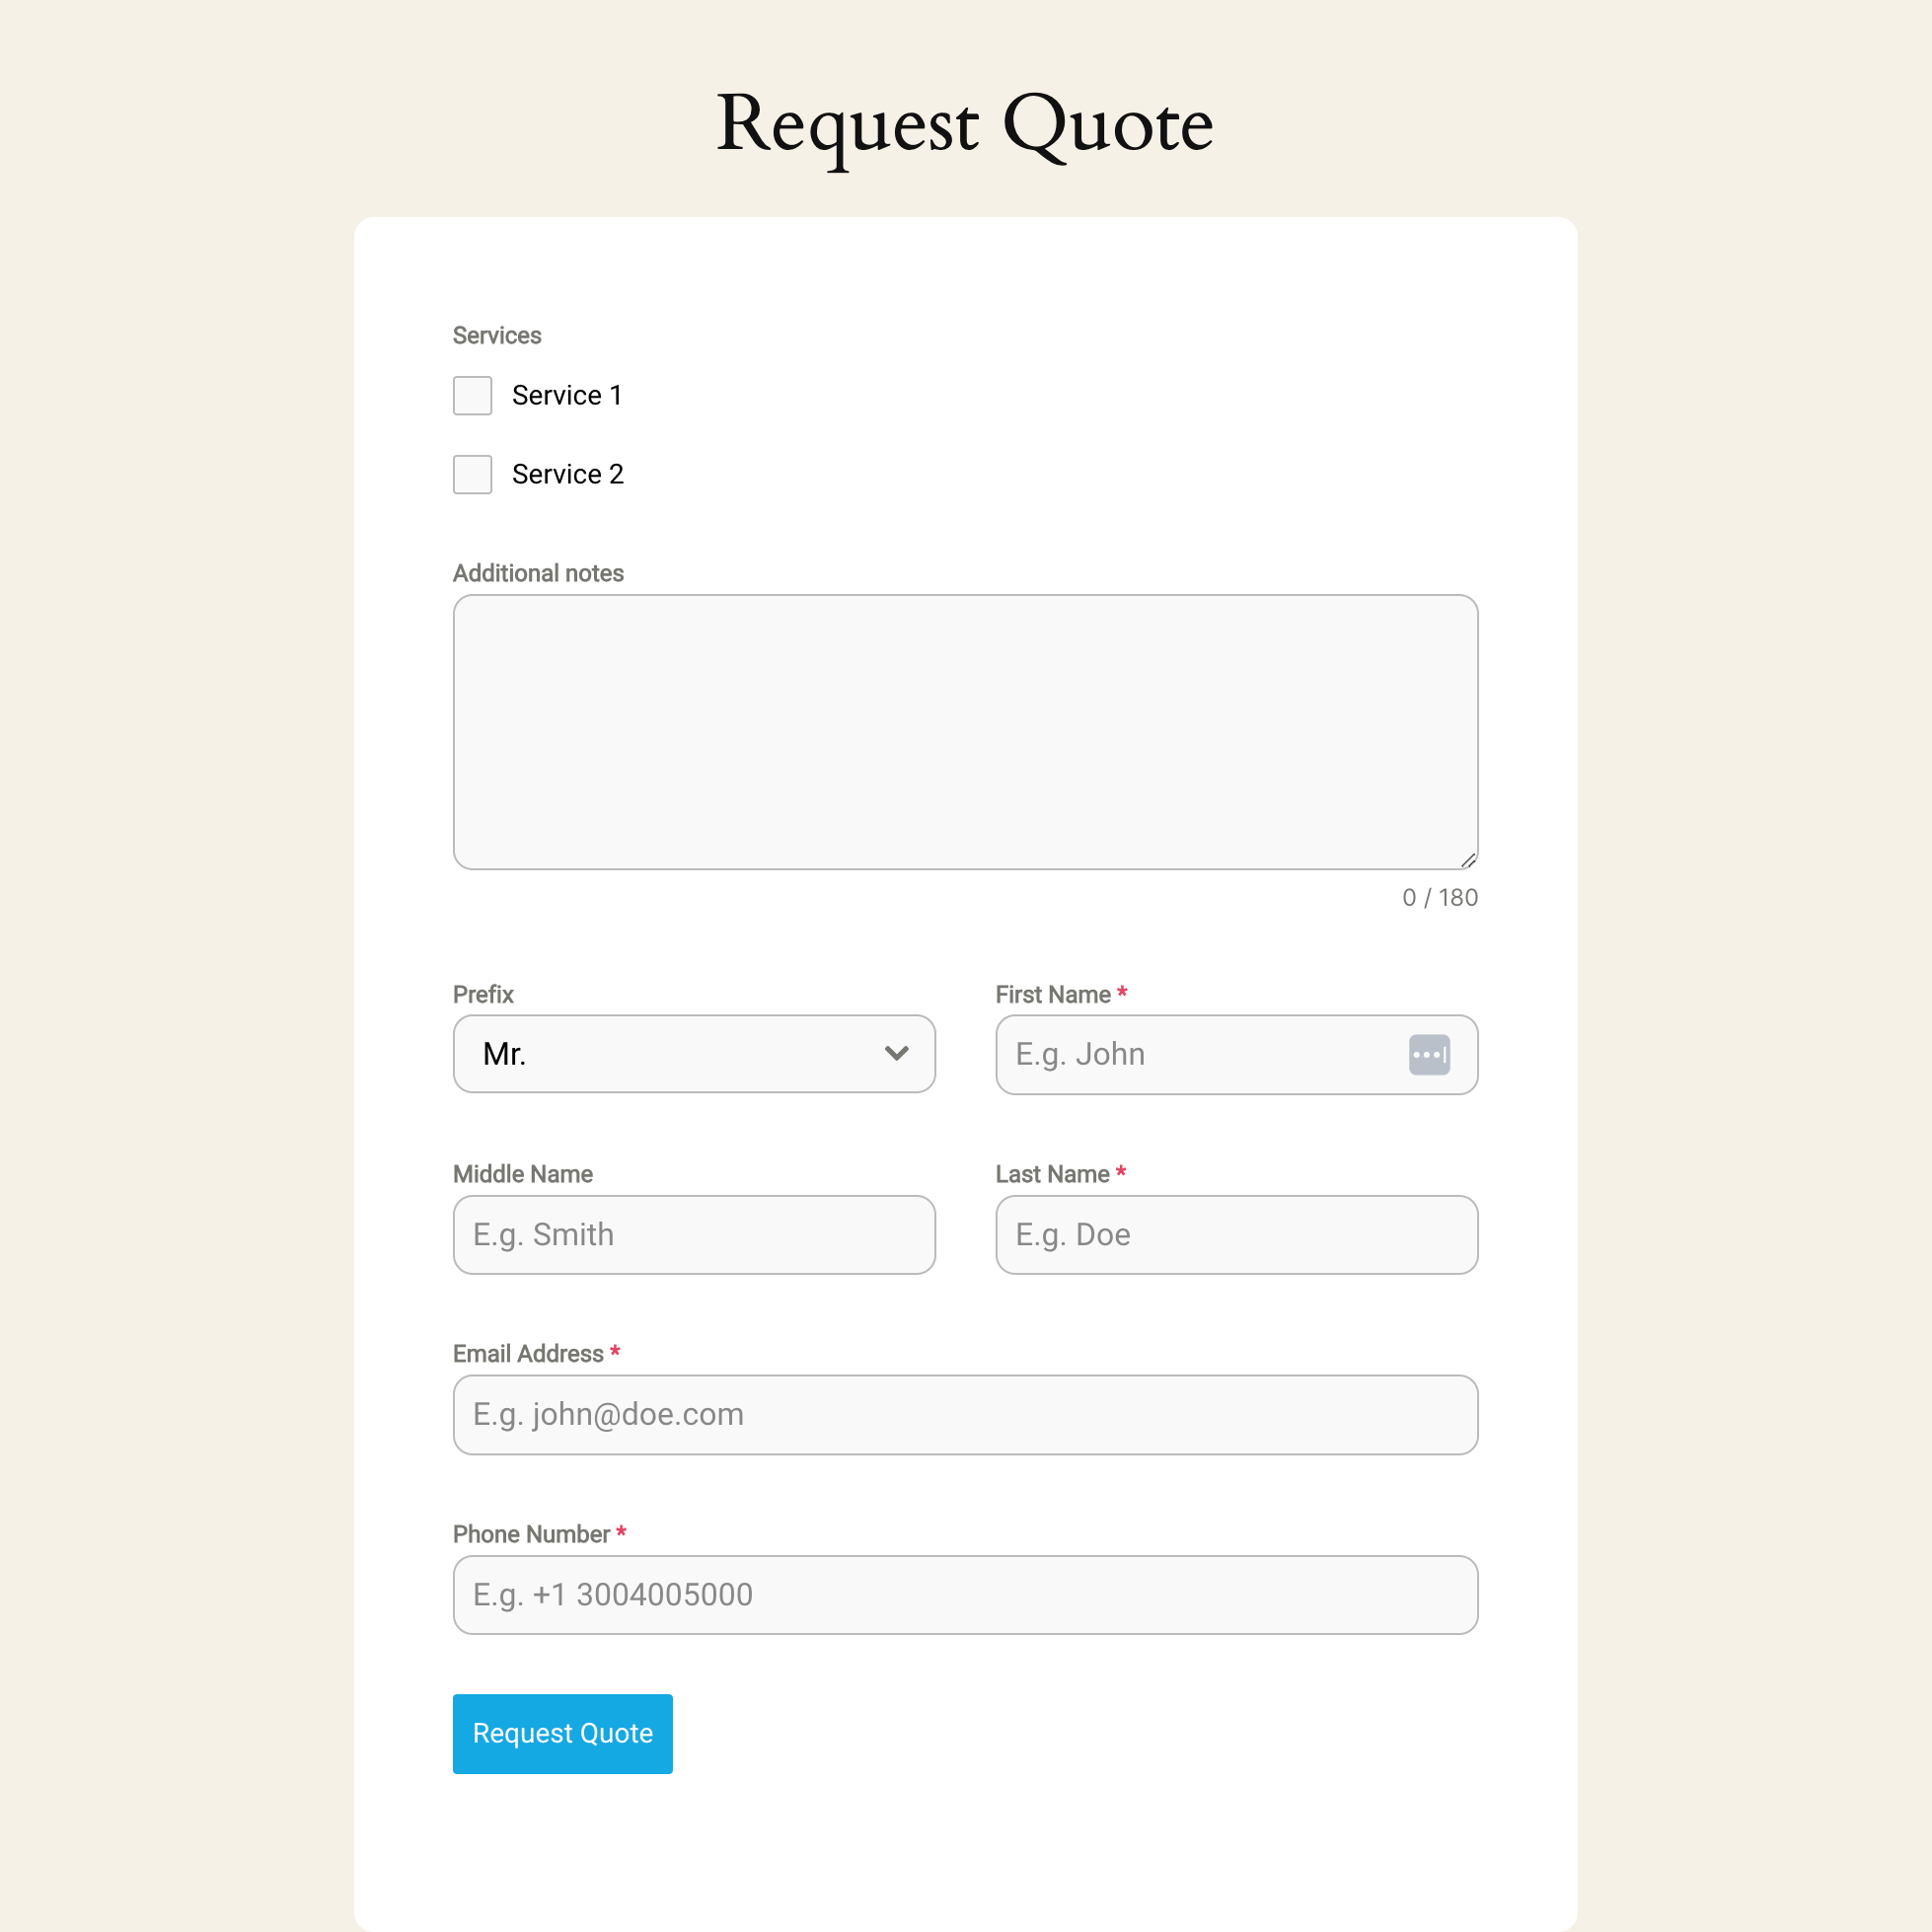 Request Quote
Services
Service 1
Service 2
Additional notes
0 / 180
Prefix
First Name *
Mr.
E.g. John
Middle Name
Last Name *
E.g. Smith
E.g. Doe
Email Address *
E.g. john@doe.com
Phone Number *
E.g. +1 3004005000
Request Quote